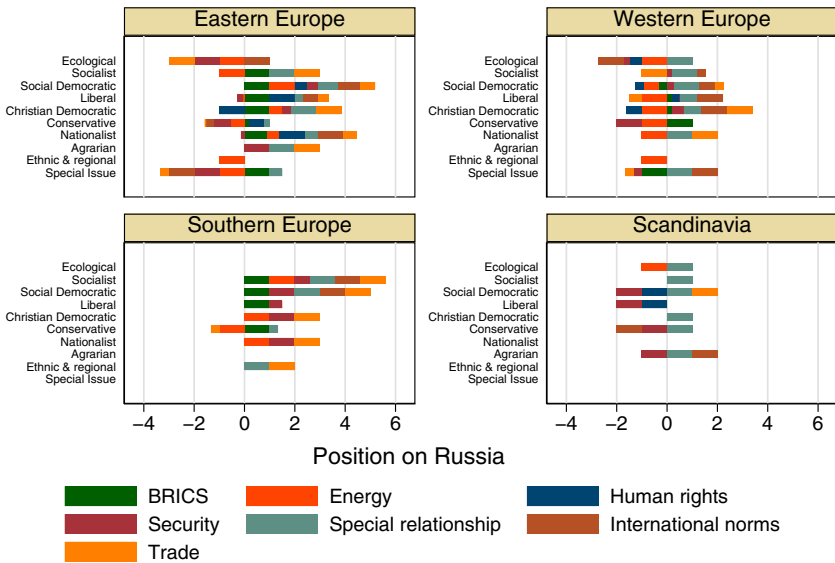 Eastern Europe
Ecological
Socialist
Social Democratic
Liberal
Christian Democratic
Conservative
Nationalist
Agrarian
Ethnic & regional
Special Issue
Western Europe
Ecological
Socialist
Social Democratic
Liberal
Christian Democratic
Conservative
Nationalist
Agrarian
Ethnic & regional
Special Issue
Southern Europe
Ecological
Socialist
Social Democratic
Liberal
Christian Democratic
Conservative
Nationalist
Agrarian
Ethnic & regional
Special Issue
−4 −2 0 2 4 6
Scandinavia
Ecological
Socialist
Social Democratic
Liberal
Christian Democratic
Conservative
Nationalist
Agrarian
Ethnic & regional
Special Issue
−4 −2 0 2 4 6
Position on Russia
BRICS Energy Human rights
Security Special relationship International norms
Trade